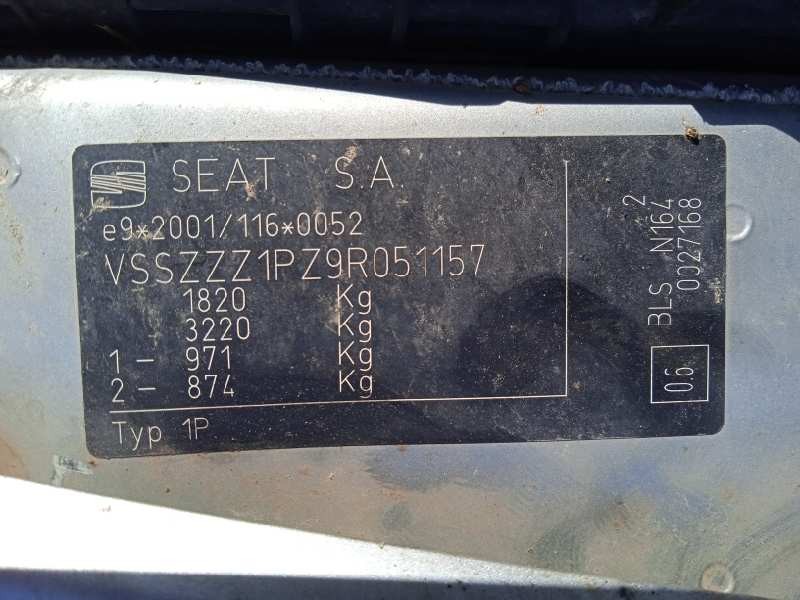 SEAT S.A.
e9*2001/116*0052
VSSZZZ1PZ9R051157
1820 Kg
3220 Kg
1- 971 Kg
2- 874 Kg
Typ 1P
2
BLS N164
0027168
0.6